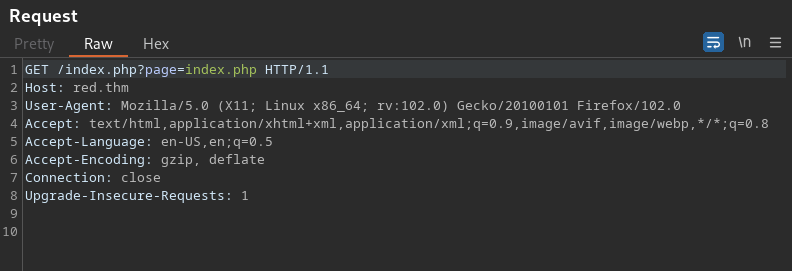 Request
Pretty Raw Hex \n
1 GET /index.php?page=index.php HTTP/1.1
2 Host: red.thm
3 User-Agent: Mozilla/5.0 (X11; Linux x86_64; rv:102.0) Gecko/20100101 Firefox/102.0
4 Accept: text/html,application/xhtml+xml,application/xml;q=0.9,image/avif,image/webp,*/*;q=0.8
5 Accept-Language: en-US,en;q=0.5
6 Accept-Encoding: gzip, deflate
7 Connection: close
8 Upgrade-Insecure-Requests: 1
9
10